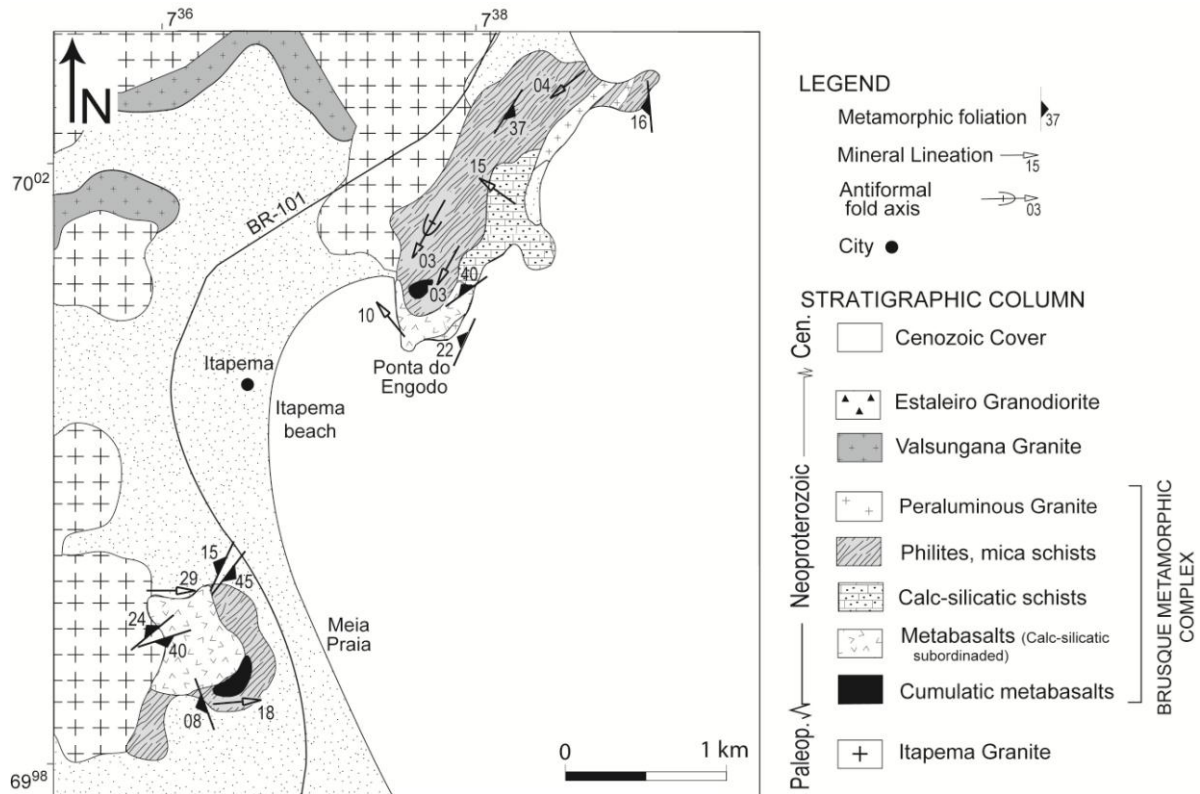 7³⁶
7³⁸
N
04
37
16
70⁰²
15
BR-101
03
03
40
10
22
Itapema
Ponta do
Engodo
Itapema
beach
15
29
45
24
40
Meia
Praia
08
18
69⁹⁸
0
1 km
LEGEND
Metamorphic foliation
37
Mineral Lineation
15
Antiformal
fold axis
03
City
STRATIGRAPHIC COLUMN
Cen.
Cenozoic Cover
Estaleiro Granodiorite
Valsungana Granite
Neoproterozoic
Peraluminous Granite
Philites, mica schists
Calc-silicatic schists
Metabasalts (Calc-silicatic
subordinaded)
Cumulatic metabasalts
BRUSQUE METAMORPHIC
COMPLEX
Paleop.
Itapema Granite